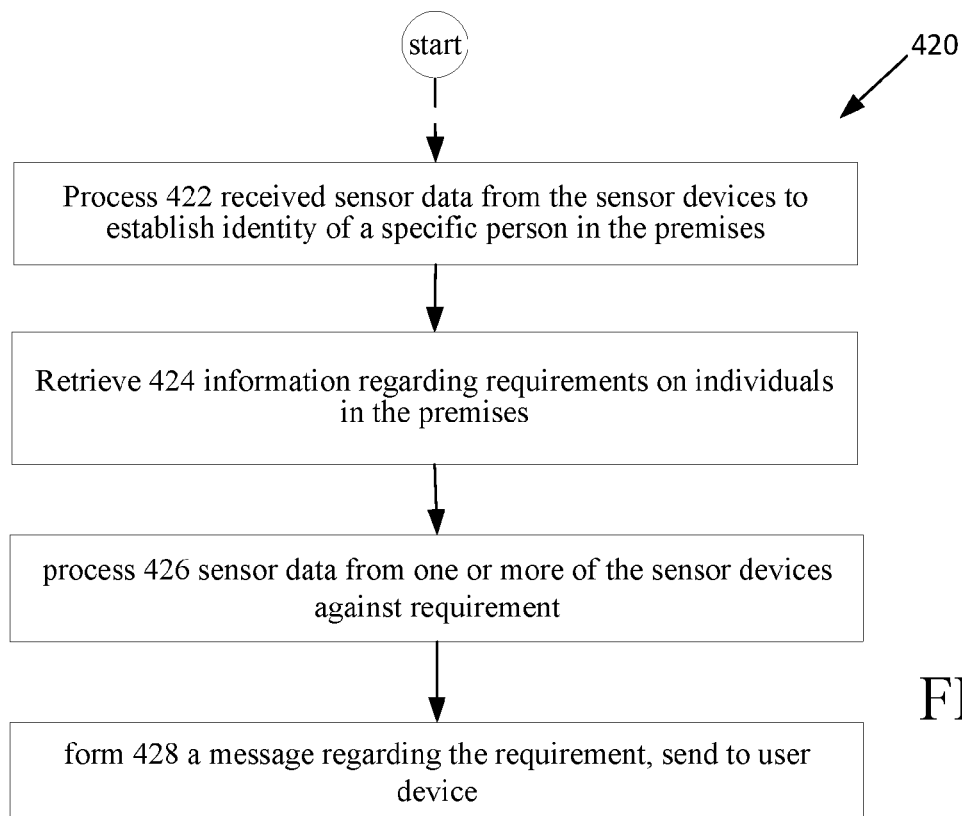 start
420
Process 422 received sensor data from the sensor devices to
establish identity of a specific person in the premises
Retrieve 424 information regarding requirements on individuals
in the premises
process 426 sensor data from one or more of the sensor devices
against requirement
form 428 a message regarding the requirement, send to user
device